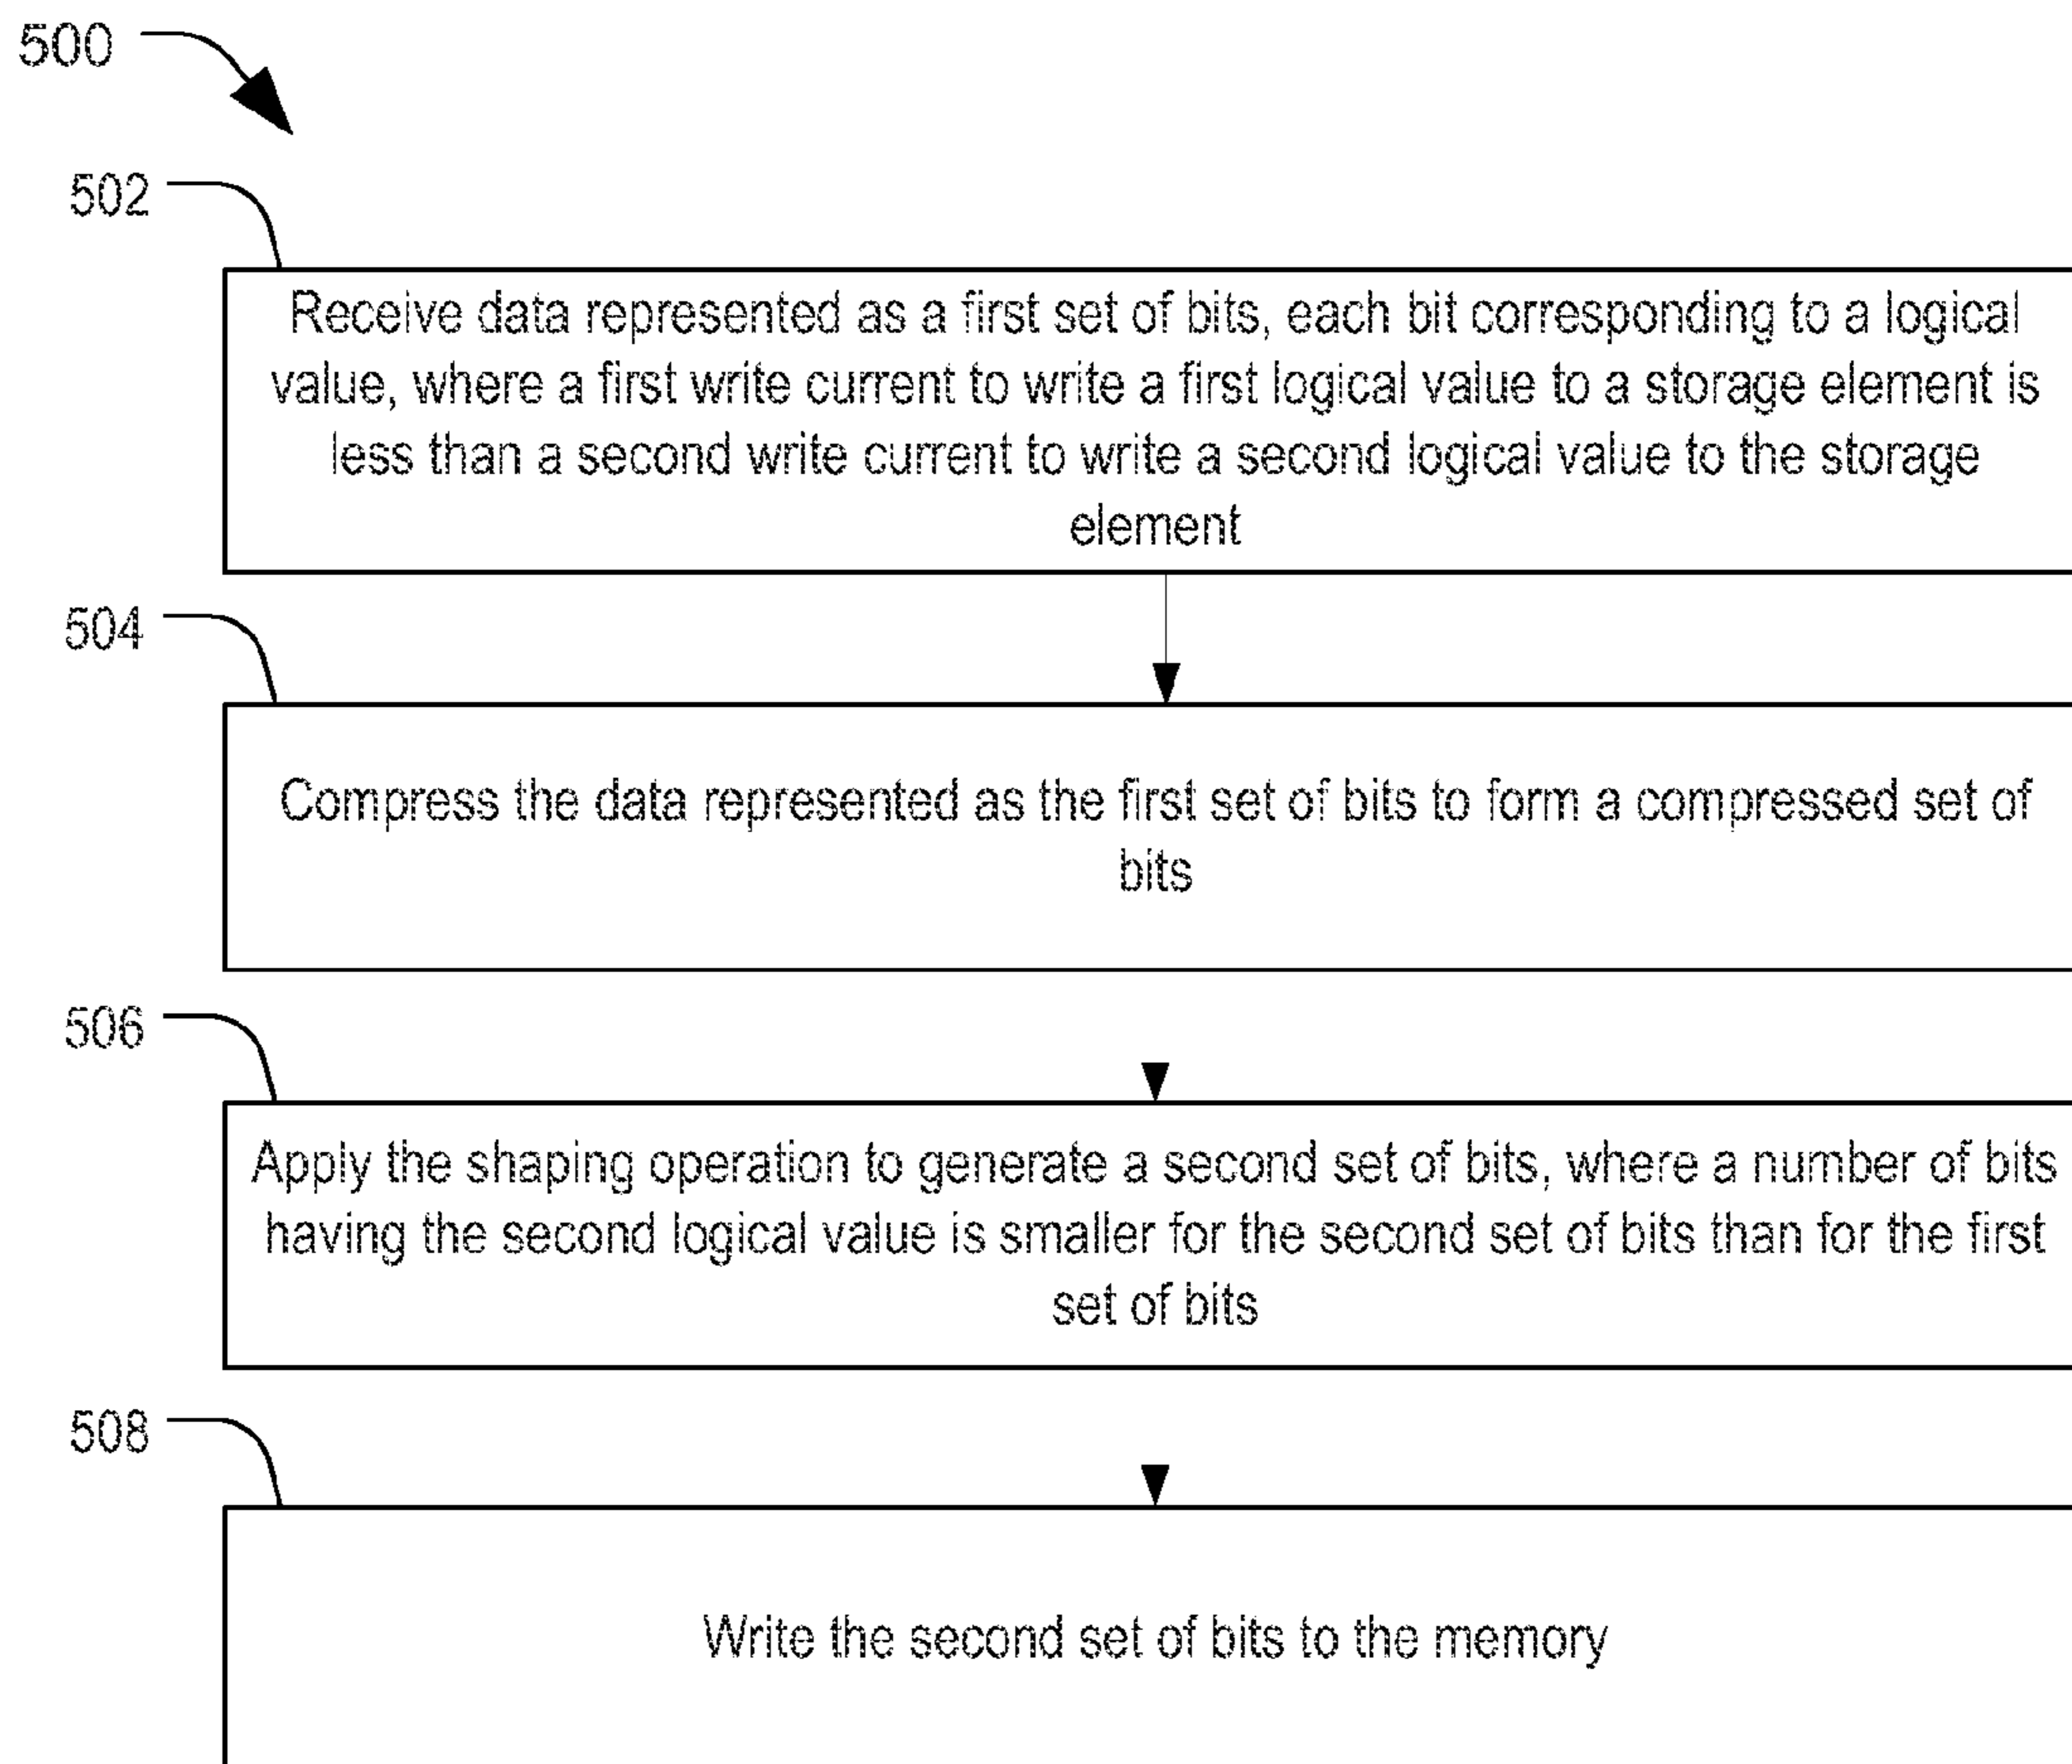 500
502
Receive data represented as a first set of bits, each bit corresponding to a logical
value, where a first write current to write a first logical value to a storage element is
less than a second write current to write a second logical value to the storage
element
504
Compress the data represented as the first set of bits to form a compressed set of
bits
506
Apply the shaping operation to generate a second set of bits, where a number of bits
having the second logical value is smaller for the second set of bits than for the first
set of bits
508
Write the second set of bits to the memory